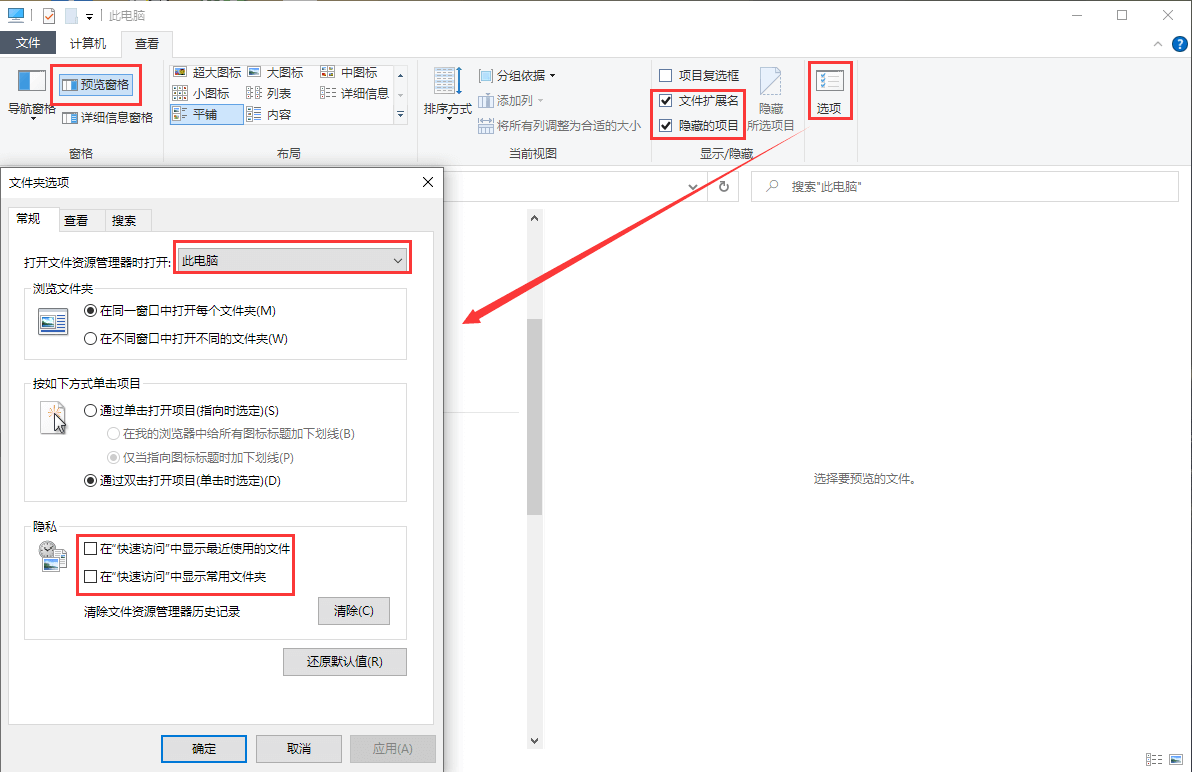 此电脑
文件 计算机 查看
导航窗格
预览窗格
详细信息窗格
窗格
超大图标 大图标 中图标
小图标 列表 详细信息
平铺 内容
布局
排序方式
分组依据
添加列
将所有列调整为合适的大小
当前视图
项目复选框
文件扩展名
隐藏的项目
隐藏
所选项目
显示/隐藏
选项
搜索"此电脑"
选择要预览的文件。
文件夹选项
常规 查看 搜索
打开文件资源管理器时打开: 此电脑
浏览文件夹
在同一窗口中打开每个文件夹(M)
在不同窗口中打开不同的文件夹(W)
按如下方式单击项目
通过单击打开项目(指向时选定)(S)
在我的浏览器中给所有图标标题加下划线(B)
仅当指向图标标题时加下划线(P)
通过双击打开项目(单击时选定)(D)
隐私
在"快速访问"中显示最近使用的文件
在"快速访问"中显示常用文件夹
清除文件资源管理器历史记录 清除(C)
还原默认值(R)
确定 取消 应用(A)